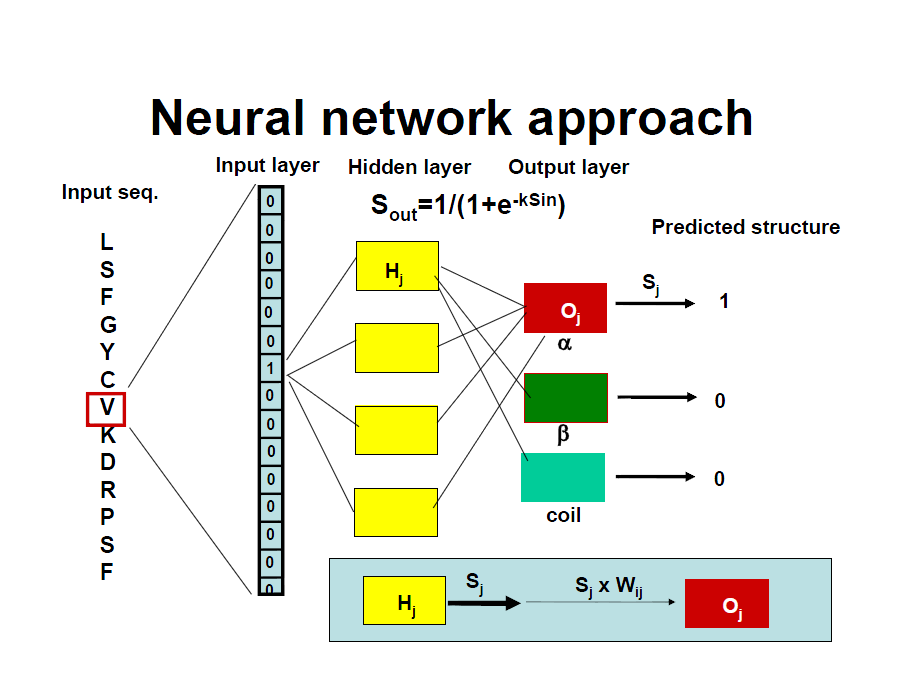 Neural network approach
Input layer
Hidden layer
Output layer
Input seq.
Sout=1/(1+e-kSin)
Predicted structure
L
S
F
G
Y
C
V
K
D
R
P
S
F
0
0
0
0
0
0
1
0
0
0
0
0
0
0
0
Hj
Oj
α
β
coil
Sj
1
0
0
Hj
Sj
Sj x Wij
Oj